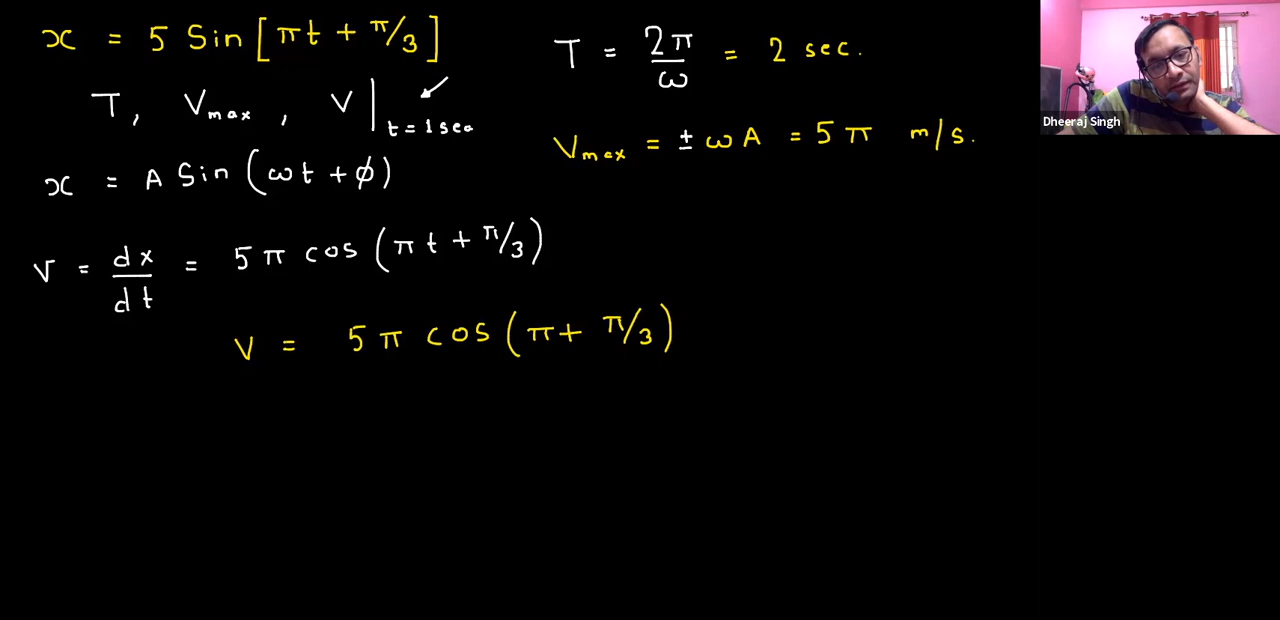 x = 5 Sin [πt + π/3]
T, Vmax, V|t=1sec
x = A Sin (ωt + ϕ)
v = dx/dt = 5π cos (πt + π/3)
v = 5π cos (π + π/3)
T = 2π/ω = 2 sec.
Vmax = ± ωA = 5π m/s.
Dheeraj Singh